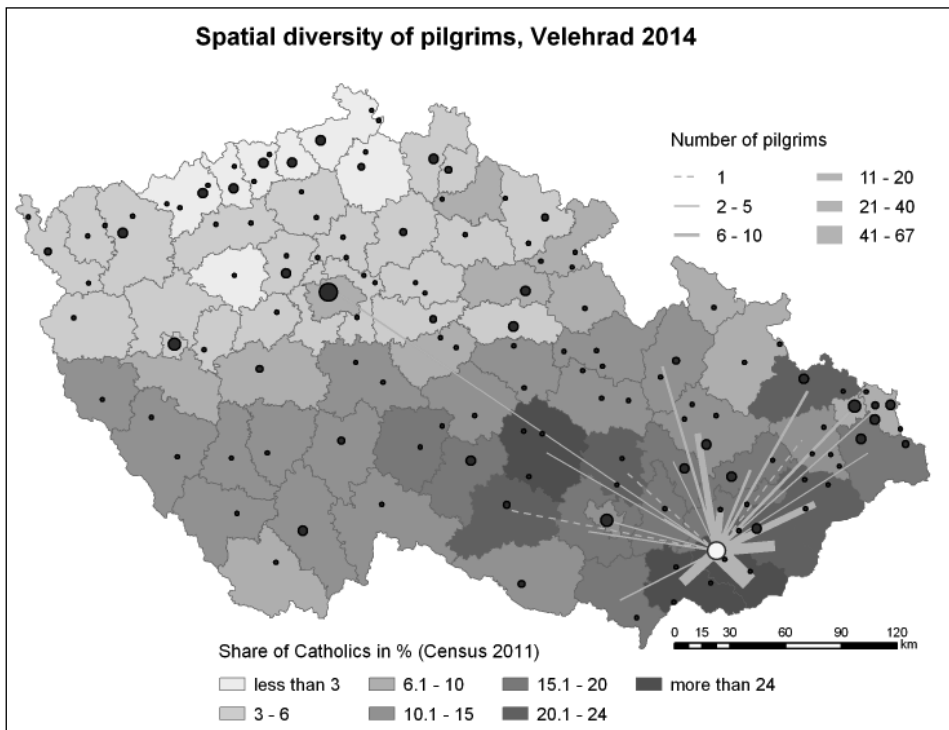 Spatial diversity of pilgrims, Velehrad 2014
Number of pilgrims
1
11 - 20
2 - 5
21 - 40
6 - 10
41 - 67
0 15 30 60 90 120
km
Share of Catholics in % (Census 2011)
less than 3
6.1 - 10
15.1 - 20
more than 24
3 - 6
10.1 - 15
20.1 - 24